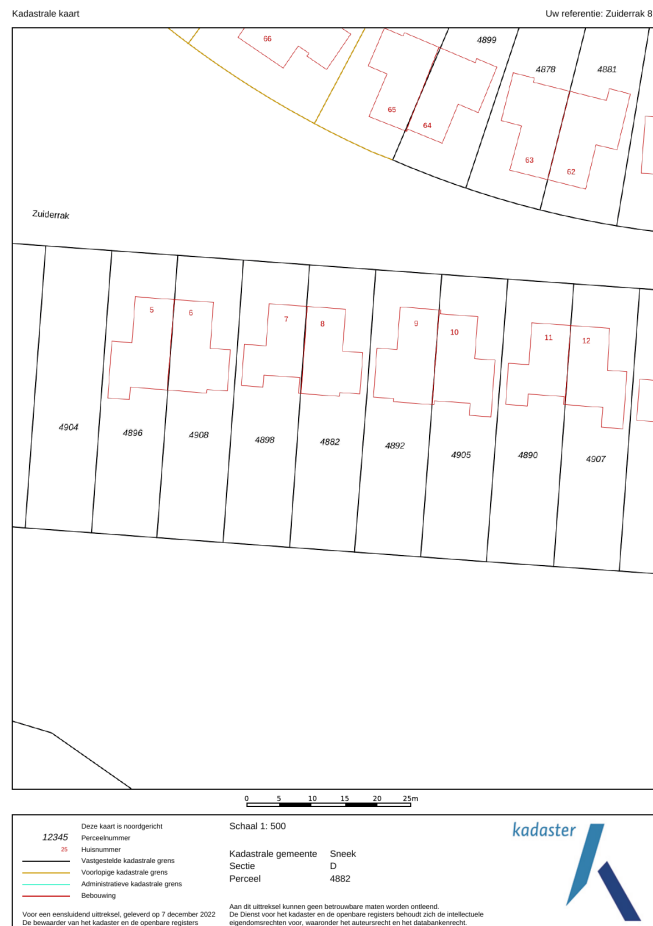 Kadastrale kaart
Uw referentie: Zuiderrak 8
66
4899
4878
4881
65
64
63
62
Zuiderrak
5
6
7
8
9
10
11
12
4904
4896
4908
4898
4882
4892
4905
4890
4907
0 5 10 15 20 25m
Deze kaart is noordgericht
12345 Perceelnummer
25 Huisnummer
Vastgestelde kadastrale grens
Voorlopige kadastrale grens
Administratieve kadastrale grens
Bebouwing
Voor een eensluidend uittreksel, geleverd op 7 december 2022
De bewaarder van het kadaster en de openbare registers
Schaal 1: 500
Kadastrale gemeente Sneek
Sectie D
Perceel 4882
Aan dit uittreksel kunnen geen betrouwbare maten worden ontleend.
De Dienst voor het kadaster en de openbare registers behoudt zich de intellectuele
eigendomsrechten voor, waaronder het auteursrecht en het databankenrecht.
kadaster